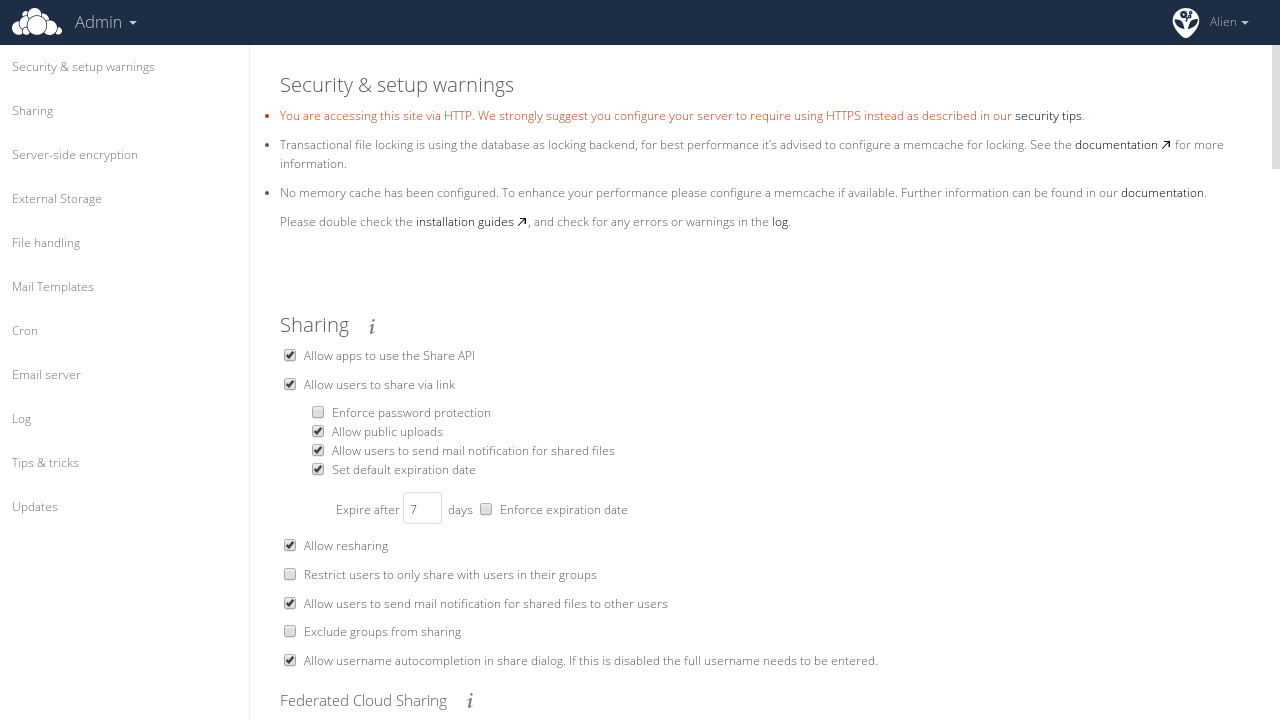 Admin
Alien
Security & setup warnings
Sharing
Server-side encryption
External Storage
File handling
Mail Templates
Cron
Email server
Log
Tips & tricks
Updates
Security & setup warnings
You are accessing this site via HTTP. We strongly suggest you configure your server to require using HTTPS instead as described in our security tips.
Transactional file locking is using the database as locking backend, for best performance it's advised to configure a memcache for locking. See the documentation ↗ for more
information.
No memory cache has been configured. To enhance your performance please configure a memcache if available. Further information can be found in our documentation.
Please double check the installation guides ↗, and check for any errors or warnings in the log.
Sharing i
Allow apps to use the Share API
Allow users to share via link
Enforce password protection
Allow public uploads
Allow users to send mail notification for shared files
Set default expiration date
Expire after 7 days Enforce expiration date
Allow resharing
Restrict users to only share with users in their groups
Allow users to send mail notification for shared files to other users
Exclude groups from sharing
Allow username autocompletion in share dialog. If this is disabled the full username needs to be entered.
Federated Cloud Sharing i